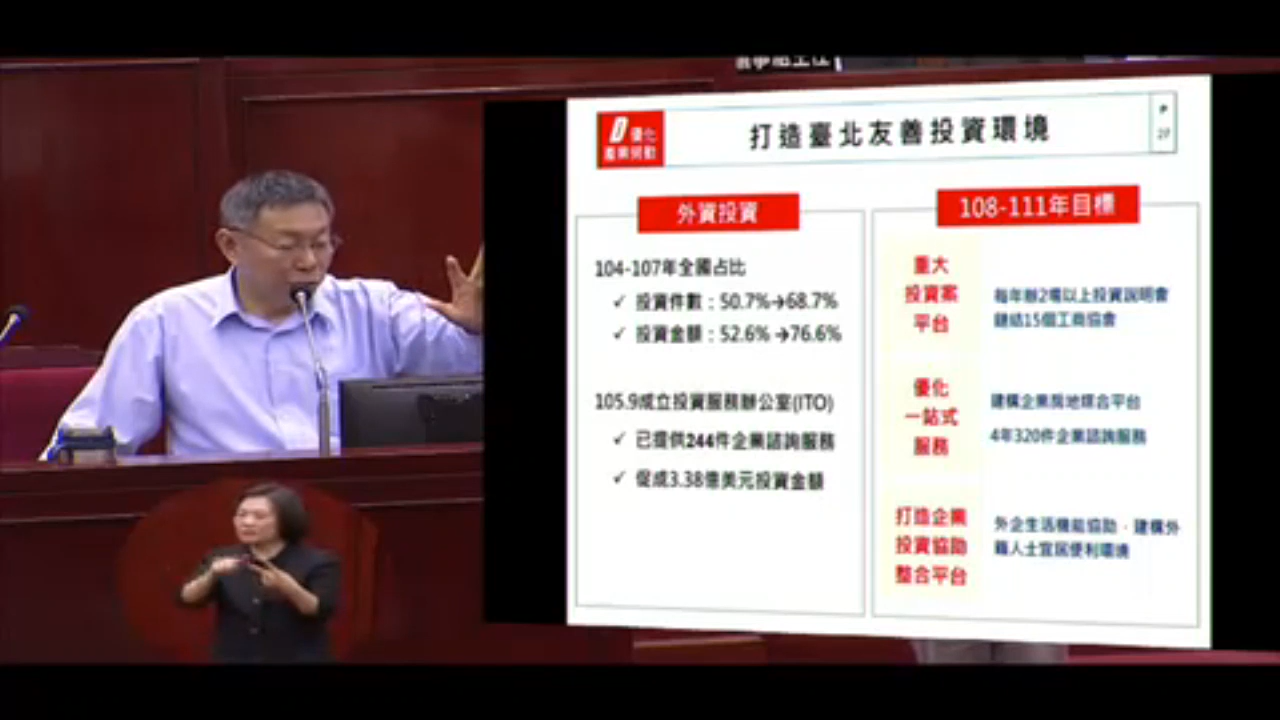 D 優化
產業勞動
打造臺北友善投資環境
P
27
外資投資
104-107年全國占比
✓ 投資件數：50.7%→68.7%
✓ 投資金額：52.6% →76.6%
105.9成立投資服務辦公室(ITO)
✓ 已提供244件企業諮詢服務
✓ 促成3.38億美元投資金額
108-111年目標
重大
投資案
平台
每年辦2場以上投資說明會
鏈結15個工商協會
優化
一站式
服務
建構企業房地媒合平台
4年320件企業諮詢服務
打造企業
投資協助
整合平台
外企生活機能協助，建構外
籍人士宜居便利環境